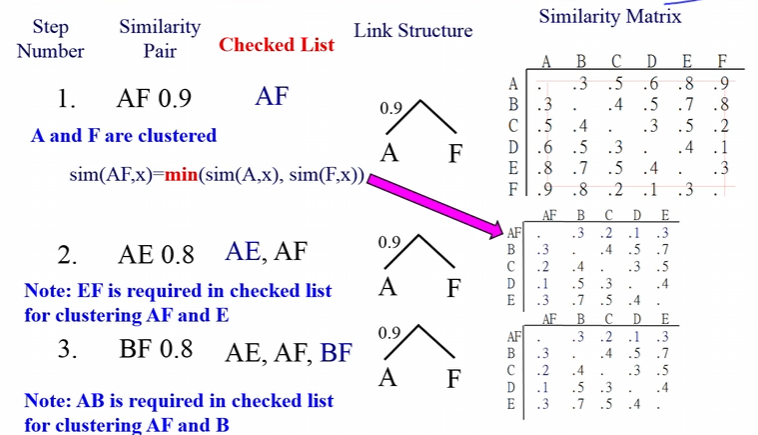 Step Number
Similarity Pair
Checked List
Link Structure
Similarity Matrix
1. AF 0.9 AF
0.9
A F
A and F are clustered
sim(AF,x)=min(sim(A,x), sim(F,x))
A B C D E F
A . .3 .5 .6 .8 .9
B .3 . .4 .5 .7 .8
C .5 .4 . .3 .5 .2
D .6 .5 .3 . .4 .1
E .8 .7 .5 .4 . .3
F .9 .8 .2 .1 .3 .
2. AE 0.8 AE, AF
0.9
A F
Note: EF is required in checked list
for clustering AF and E
AF B C D E
AF . .3 .2 .1 .3
B .3 . .4 .5 .7
C .2 .4 . .3 .5
D .1 .5 .3 . .4
E .3 .7 .5 .4 .
3. BF 0.8 AE, AF, BF
0.9
A F
Note: AB is required in checked list
for clustering AF and B
AF B C D E
AF . .3 .2 .1 .3
B .3 . .4 .5 .7
C .2 .4 . .3 .5
D .1 .5 .3 . .4
E .3 .7 .5 .4 .